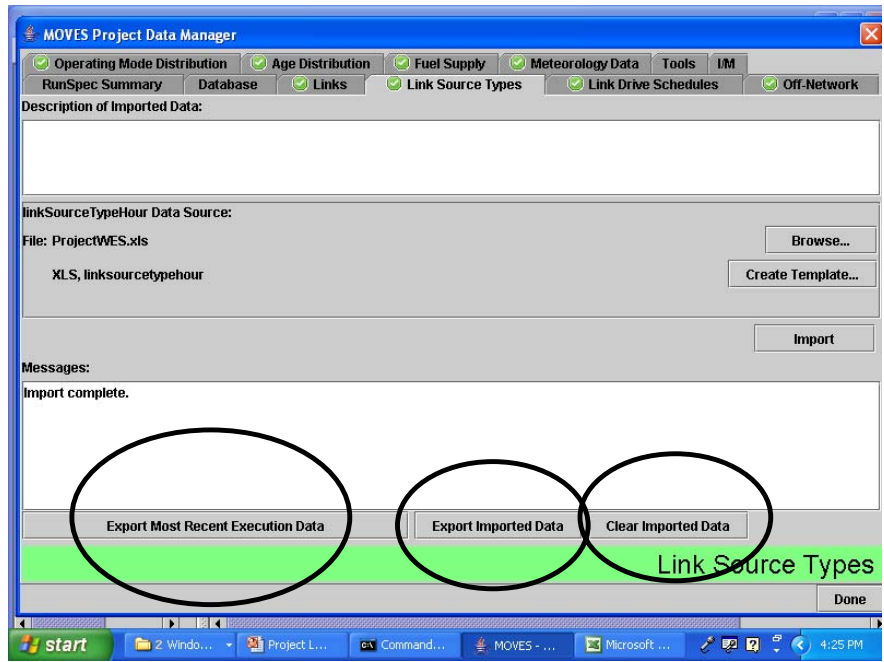 MOVES Project Data Manager
Operating Mode Distribution Age Distribution Fuel Supply Meteorology Data Tools I/M
RunSpec Summary Database Links Link Source Types Link Drive Schedules Off-Network
Description of Imported Data:
linkSourceTypeHour Data Source:
File: ProjectWES.xls
Browse...
XLS, linksourcetypehour
Create Template...
Import
Messages:
Import complete.
Export Most Recent Execution Data Export Imported Data Clear Imported Data
Link Source Types
Done
start 2 Windo... Project L... Command... MOVES - ... Microsoft ... 4:25 PM